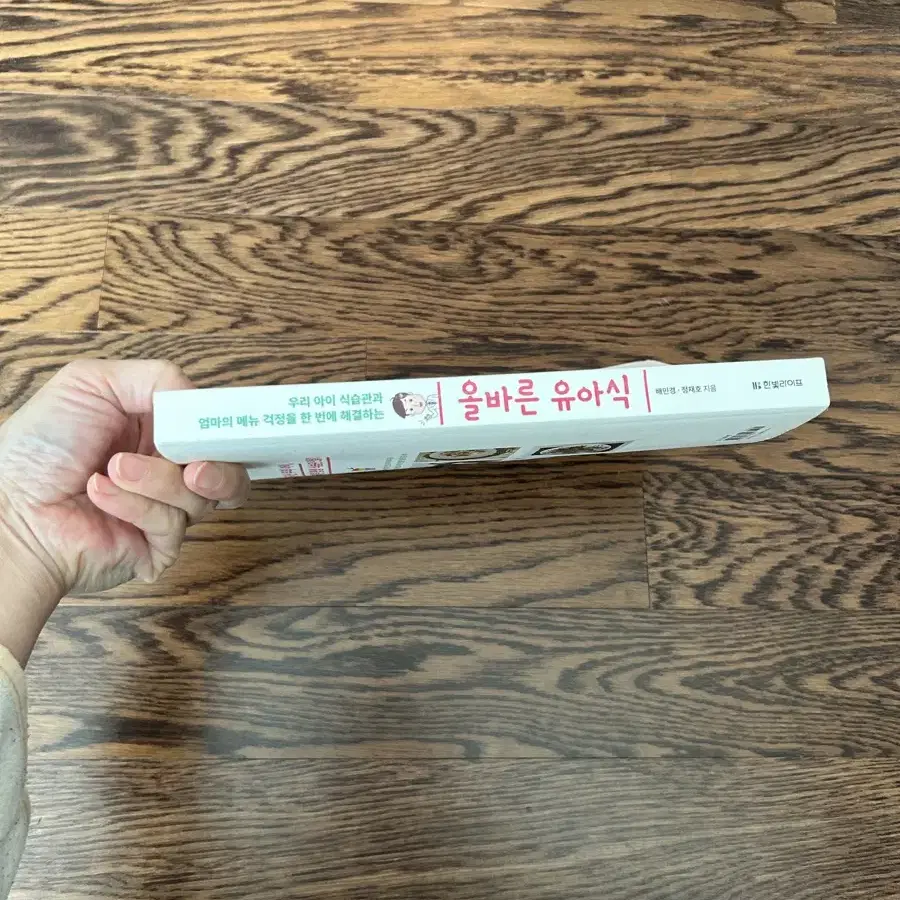 우리 아이 식습관과
엄마의 메뉴 걱정을 한 번에 해결하는
올바른 유아식
배민경·정재호 지음
한빛라이프